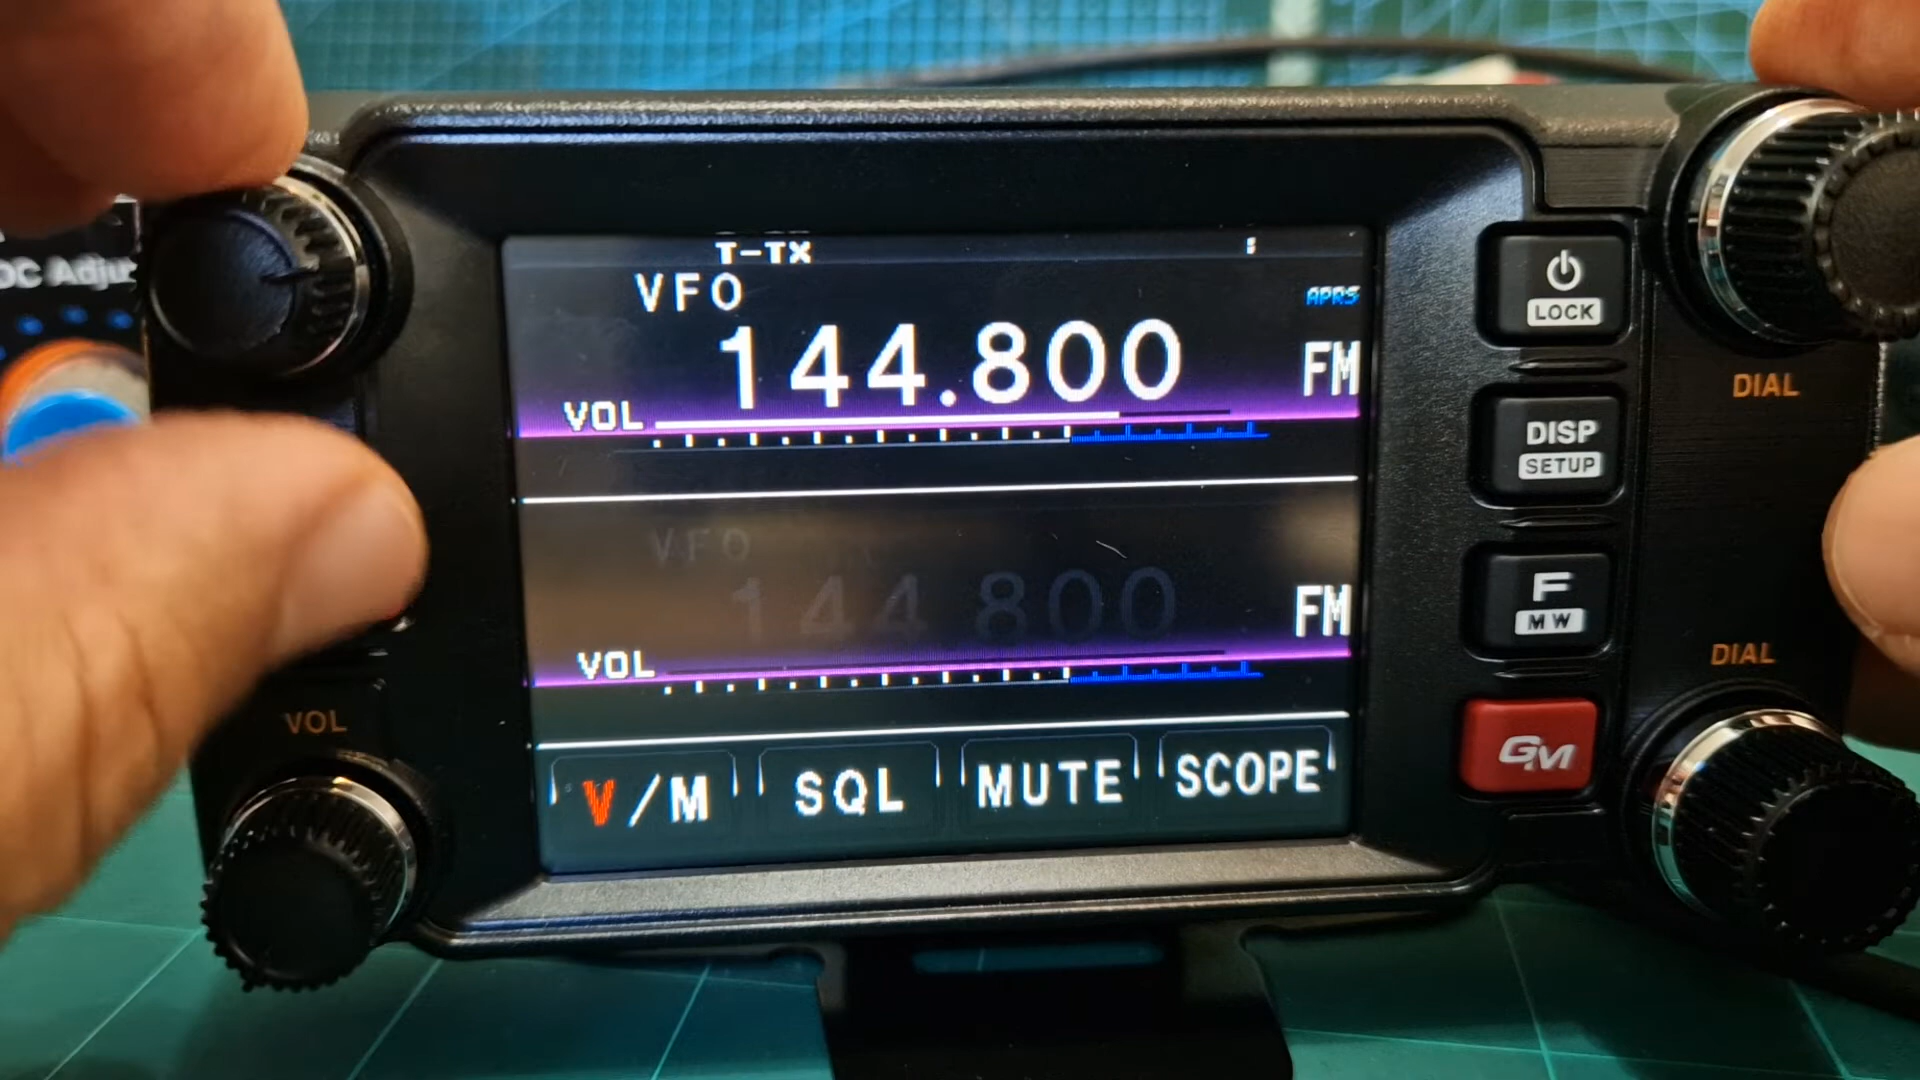 T-TX
VFO
144.800
APRS
FM
VOL
VFO
144 800
FM
VOL
V/M
SQL
MUTE
SCOPE
LOCK
DISP
SETUP
F
MW
GM
DIAL
DIAL
VOL
DC Adju